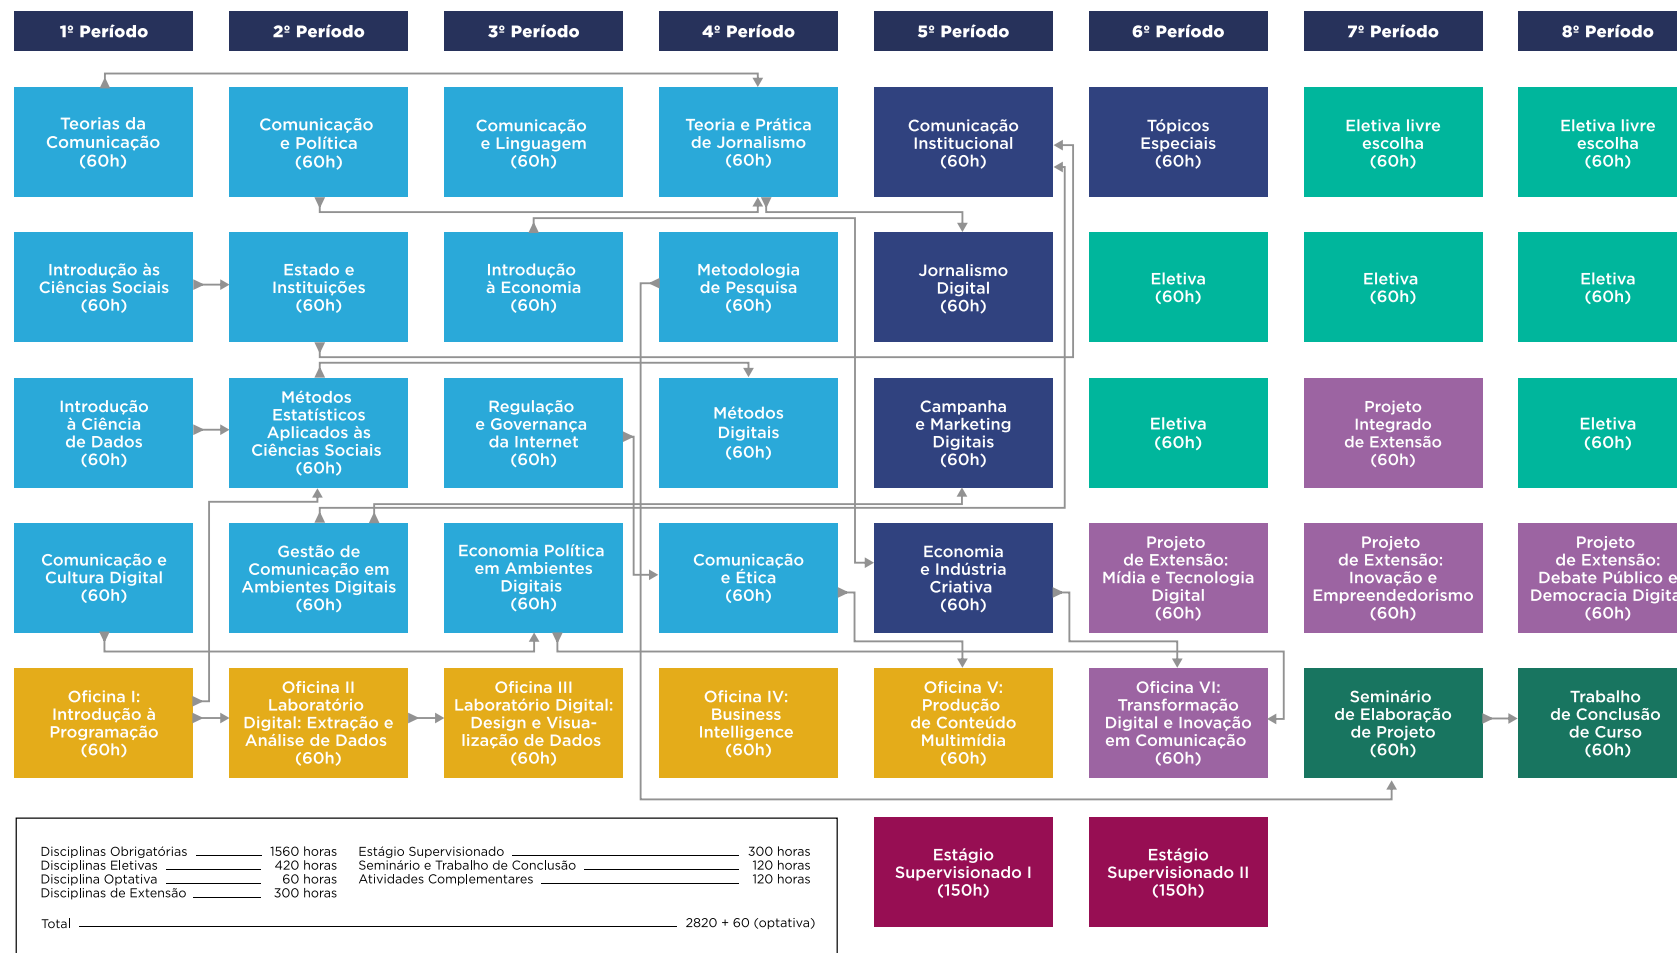 1º Período
2º Período
3º Período
4º Período
5º Período
6º Período
7º Período
8º Período
Teorias da
Comunicação
(60h)
Comunicação
e Política
(60h)
Comunicação
e Linguagem
(60h)
Teoria e Prática
de Jornalismo
(60h)
Comunicação
Institucional
(60h)
Tópicos
Especiais
(60h)
Eletiva livre
escolha
(60h)
Eletiva livre
escolha
(60h)
Introdução às
Ciências Sociais
(60h)
Estado e
Instituições
(60h)
Introdução
à Economia
(60h)
Metodologia
de Pesquisa
(60h)
Jornalismo
Digital
(60h)
Eletiva
(60h)
Eletiva
(60h)
Eletiva
(60h)
Introdução
à Ciência
de Dados
(60h)
Métodos
Estatísticos
Aplicados às
Ciências Sociais
(60h)
Regulação
e Governança
da Internet
(60h)
Métodos
Digitais
(60h)
Campanha
e Marketing
Digitais
(60h)
Eletiva
(60h)
Projeto
Integrado
de Extensão
(60h)
Eletiva
(60h)
Comunicação e
Cultura Digital
(60h)
Gestão de
Comunicação em
Ambientes Digitais
(60h)
Economia Política
em Ambientes
Digitais
(60h)
Comunicação
e Ética
(60h)
Economia
e Indústria
Criativa
(60h)
Projeto
de Extensão:
Mídia e Tecnologia
Digital
(60h)
Projeto
de Extensão:
Inovação e
Empreendedorismo
(60h)
Projeto
de Extensão:
Debate Público e
Democracia Digita
(60h)
Oficina I:
Introdução à
Programação
(60h)
Oficina II
Laboratório
Digital: Extração e
Análise de Dados
(60h)
Oficina III
Laboratório Digital:
Design e Visua-
lização de Dados
(60h)
Oficina IV:
Business
Intelligence
(60h)
Oficina V:
Produção
de Conteúdo
Multimídia
(60h)
Oficina VI:
Transformação
Digital e Inovação
em Comunicação
(60h)
Seminário
de Elaboração
de Projeto
(60h)
Trabalho
de Conclusão
de Curso
(60h)
Estágio
Supervisionado I
(150h)
Estágio
Supervisionado II
(150h)
Disciplinas Obrigatórias 1560 horas
Disciplinas Eletivas 420 horas
Disciplina Optativa 60 horas
Disciplinas de Extensão 300 horas
Estágio Supervisionado 300 horas
Seminário e Trabalho de Conclusão 120 horas
Atividades Complementares 120 horas
Total 2820 + 60 (optativa)